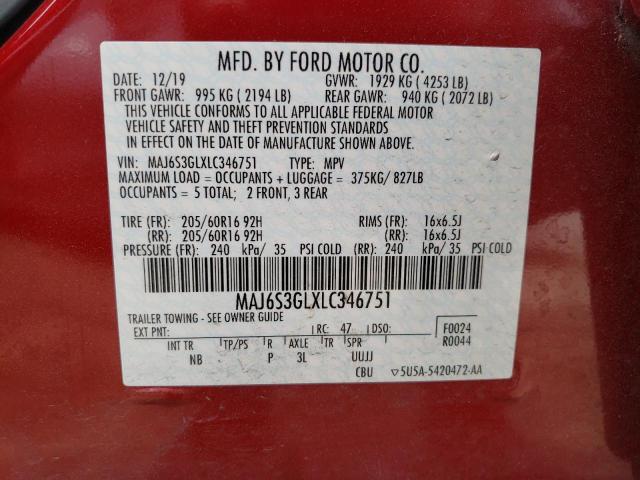 MFD. BY FORD MOTOR CO.
DATE: 12/19 GVWR: 1929 KG ( 4253 LB)
FRONT GAWR: 995 KG ( 2194 LB) REAR GAWR: 940 KG ( 2072 LB)
THIS VEHICLE CONFORMS TO ALL APPLICABLE FEDERAL MOTOR
VEHICLE SAFETY AND THEFT PREVENTION STANDARDS
IN EFFECT ON THE DATE OF MANUFACTURE SHOWN ABOVE.
VIN: MAJ6S3GLXLC346751 TYPE: MPV
MAXIMUM LOAD = OCCUPANTS + LUGGAGE = 375KG/ 827LB
OCCUPANTS = 5 TOTAL; 2 FRONT, 3 REAR
TIRE (FR): 205/60R16 92H RIMS (FR): 16x6.5J
(RR): 205/60R16 92H (RR): 16x6.5J
PRESSURE (FR): 240 kPa/ 35 PSI COLD (RR): 240 kPa/ 35 PSI COLD
MAJ6S3GLXLC346751
TRAILER TOWING - SEE OWNER GUIDE
EXT PNT: RC: 47 DSO: F0024
R0044
INT TR TP/PS R AXLE TR SPR
NB P 3L UUJJ
CBU ▽5U5A-5420472-AA